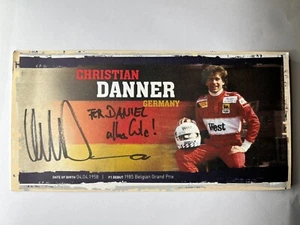 CHRISTIAN
DANNER
GERMANY
FÜR DANIEL
alles Gute!
West
DATE OF BIRTH 04.04.1958 | F1 DEBUT 1985 Belgian Grand Prix